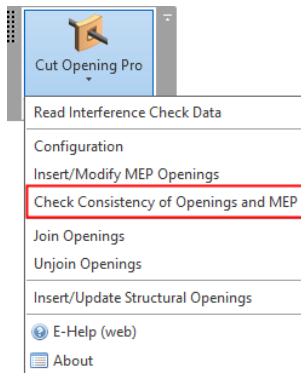 Cut Opening Pro
Read Interference Check Data
Configuration
Insert/Modify MEP Openings
Check Consistency of Openings and MEP
Join Openings
Unjoin Openings
Insert/Update Structural Openings
E-Help (web)
About